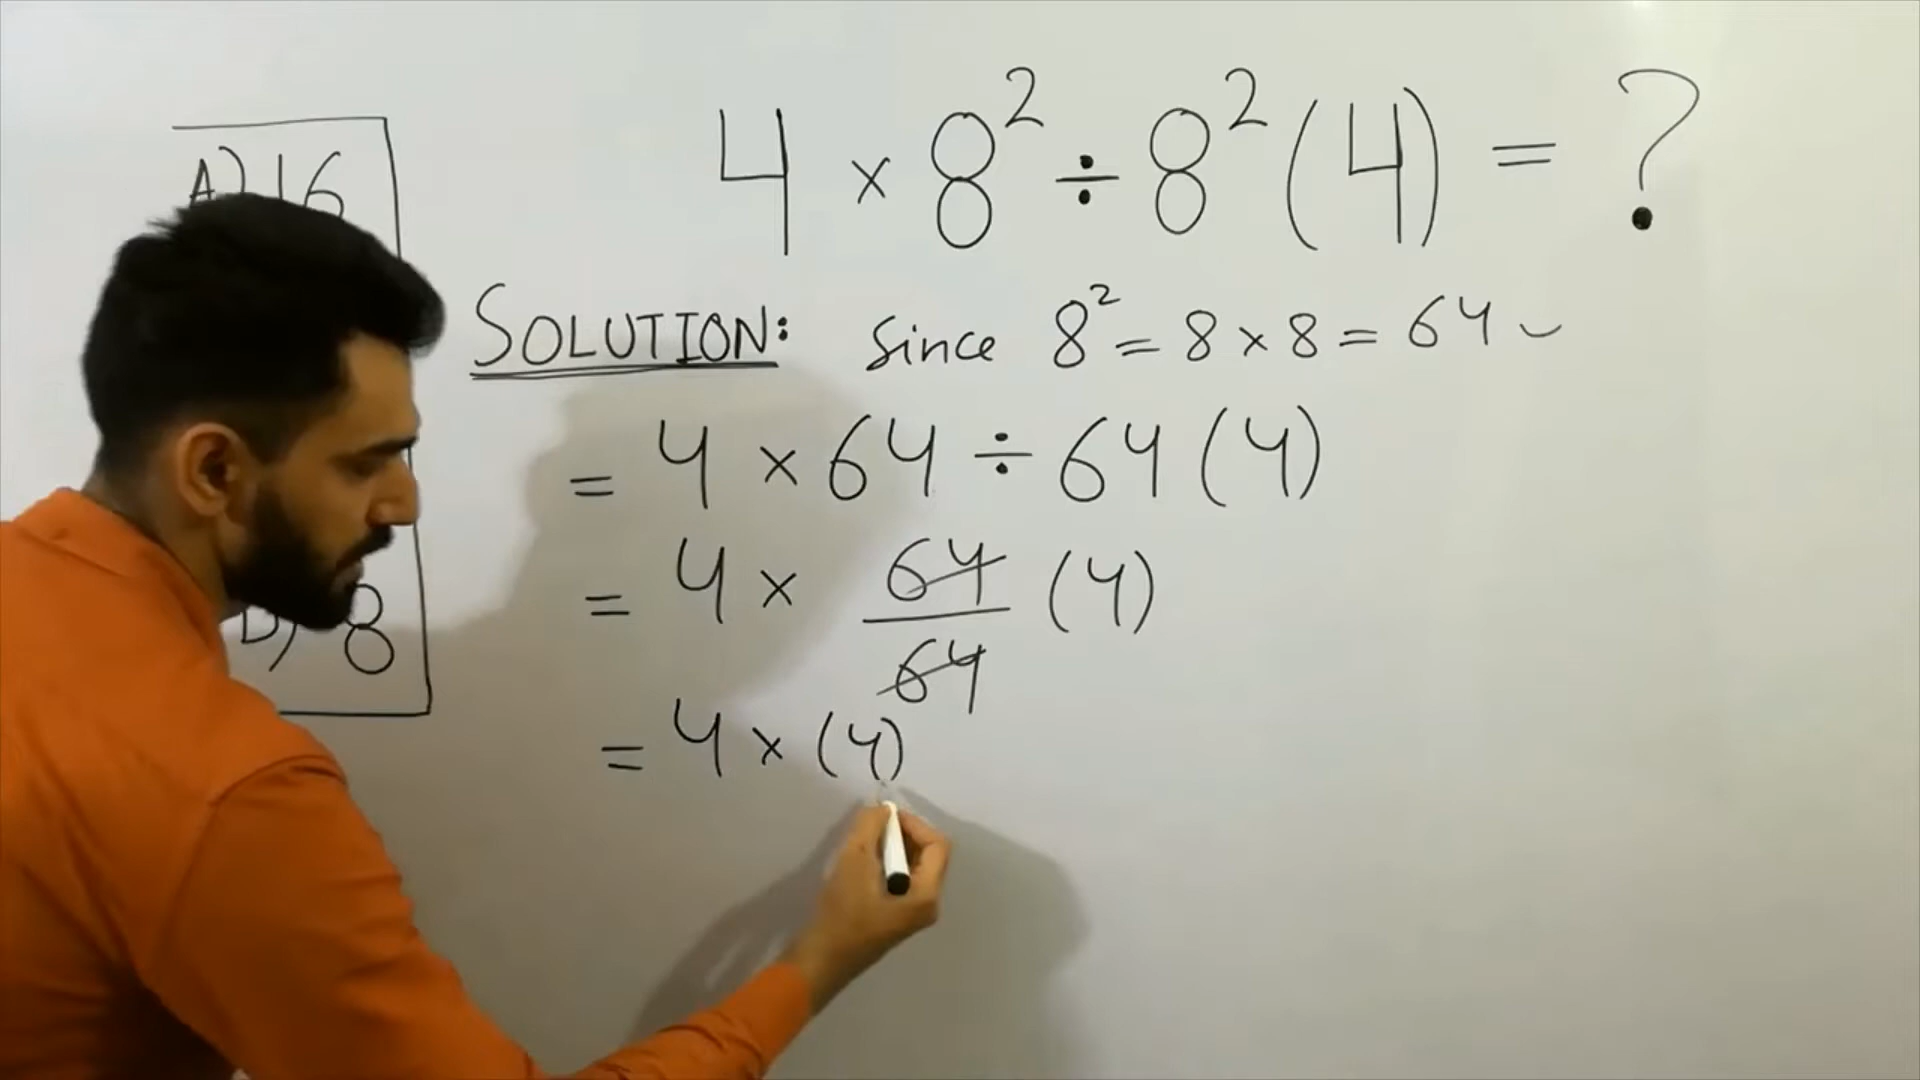 4 × 8² ÷ 8² (4) = ?
A) 16
SOLUTION: Since 8² = 8 × 8 = 64
= 4 × 64 ÷ 64 (4)
= 4 × 64/64 (4)
D) 8
= 4 × (4)